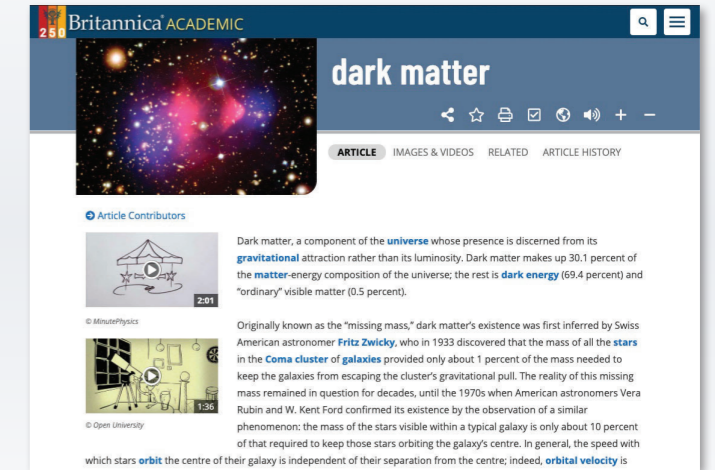 250 Britannica® ACADEMIC
dark matter
ARTICLE IMAGES & VIDEOS RELATED ARTICLE HISTORY
Article Contributors
2:01
© MinutePhysics
1:36
© Open University
Dark matter, a component of the universe whose presence is discerned from its
gravitational attraction rather than its luminosity. Dark matter makes up 30.1 percent of
the matter-energy composition of the universe; the rest is dark energy (69.4 percent) and
"ordinary" visible matter (0.5 percent).
Originally known as the "missing mass," dark matter's existence was first inferred by Swiss
American astronomer Fritz Zwicky, who in 1933 discovered that the mass of all the stars
in the Coma cluster of galaxies provided only about 1 percent of the mass needed to
keep the galaxies from escaping the cluster's gravitational pull. The reality of this missing
mass remained in question for decades, until the 1970s when American astronomers Vera
Rubin and W. Kent Ford confirmed its existence by the observation of a similar
phenomenon: the mass of the stars visible within a typical galaxy is only about 10 percent
of that required to keep those stars orbiting the galaxy's centre. In general, the speed with
which stars orbit the centre of their galaxy is independent of their separation from the centre; indeed, orbital velocity is